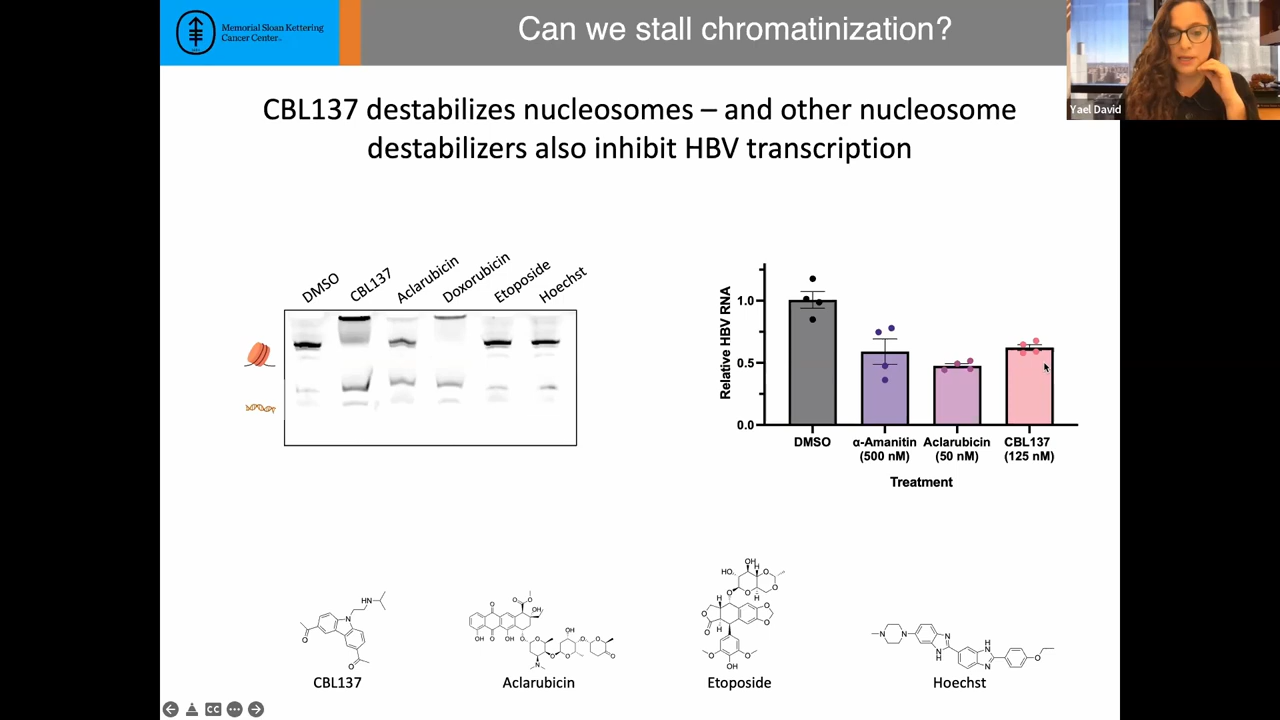 Memorial Sloan Kettering
Cancer Center
Can we stall chromatinization?
Yael David
CBL137 destabilizes nucleosomes – and other nucleosome
destabilizers also inhibit HBV transcription
DMSO
CBL137
Aclarubicin
Doxorubicin
Etoposide
Hoechst
Relative HBV RNA
1.0
0.5
0.0
DMSO
α-Amanitin
(500 nM)
Aclarubicin
(50 nM)
CBL137
(125 nM)
Treatment
CBL137
Aclarubicin
Etoposide
Hoechst
CC